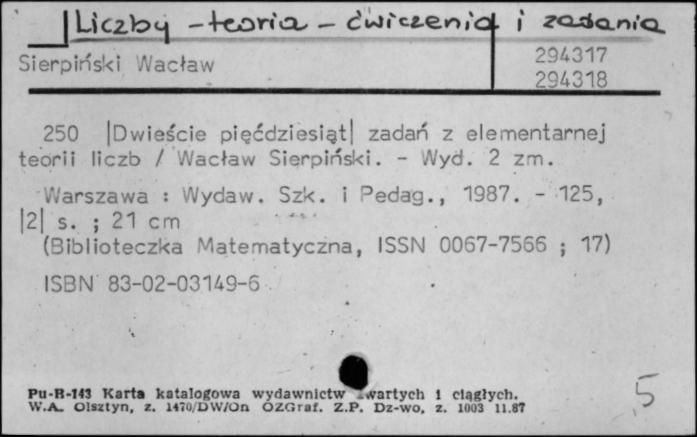 Liczby - teoria - ćwiczenia i zadania
Sierpiński Wacław
294317
294318
250 |Dwieście pięćdziesiąt| zadań z elementarnej
teorii liczb / Wacław Sierpiński. - Wyd. 2 zm.
Warszawa : Wydaw. Szk. i Pedag., 1987. - 125,
|2| s. ; 21 cm
(Biblioteczka Matematyczna, ISSN 0067-7566 ; 17)
ISBN 83-02-03149-6
Pu-R-143 Karta katalogowa wydawnictw zwartych i ciągłych.
W.A. Olsztyn, z. 1470/DW/On OZGraf. Z.P. Dz-wo, z. 1003 11.87
5